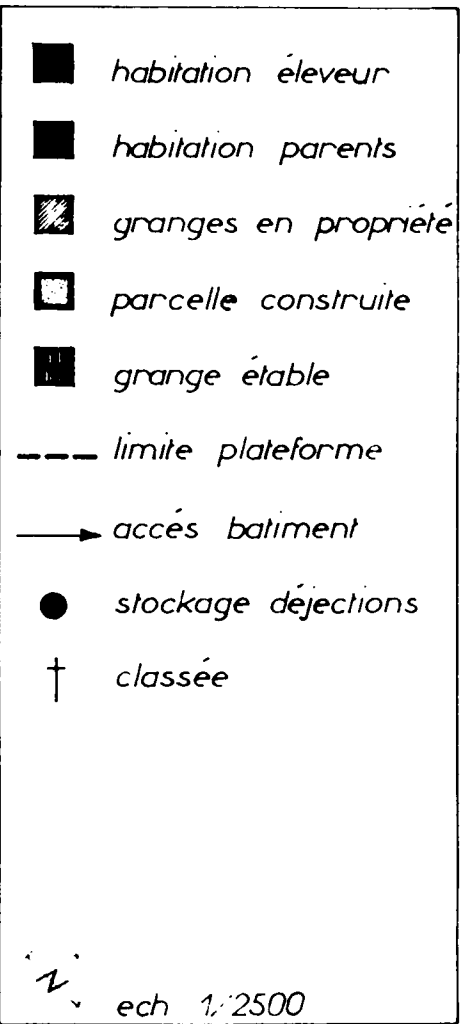 habitation éleveur
habitation parents
granges en propriété
parcelle construite
grange étable
limite plateforme
accés batiment
stockage déjections
classée
N
ech 1/2500